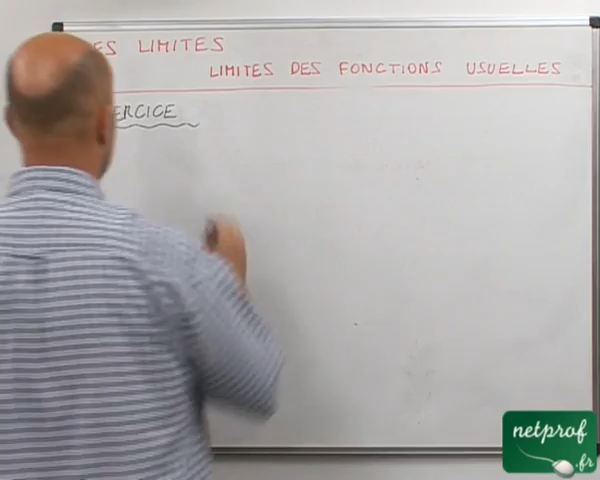 ES LIMITES
LIMITES DES FONCTIONS USUELLES
ERCICE
netprof
.fr